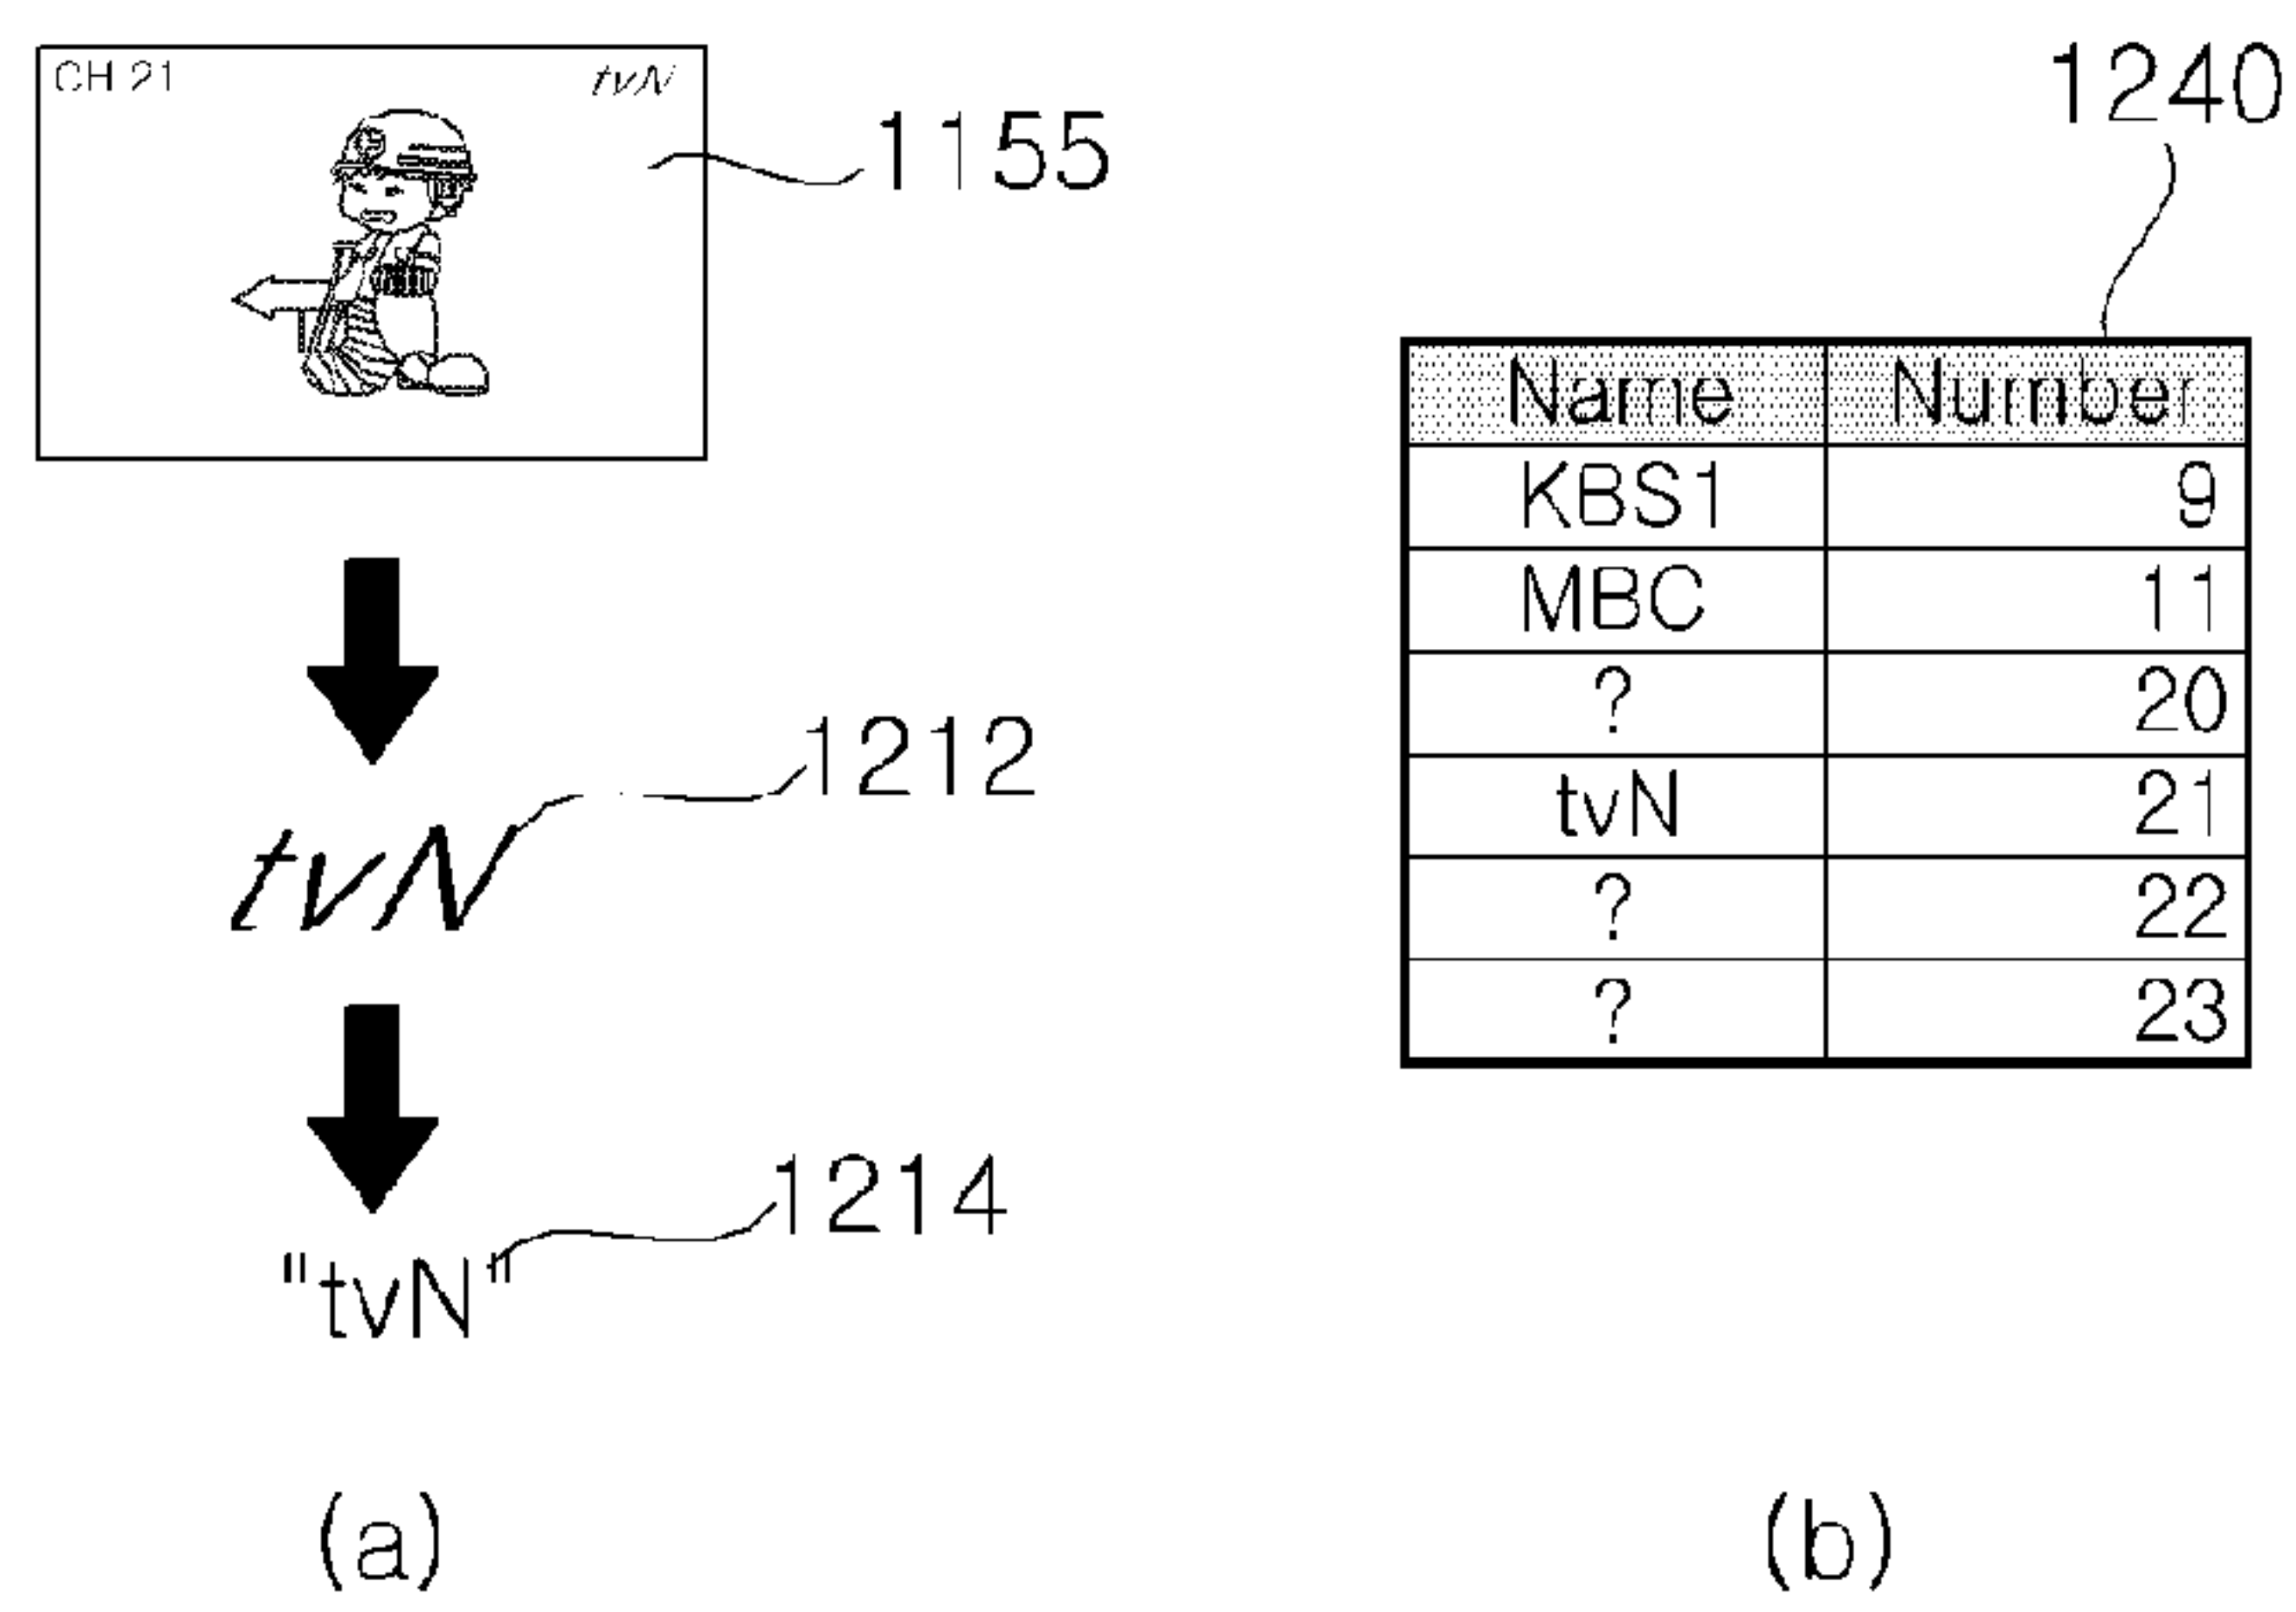 CH 21 tvN
1155
1212
tvN
1214
"tvN"
(a)
1240
Name Number
KBS1 9
MBC 11
? 20
tvN 21
? 22
? 23
(b)